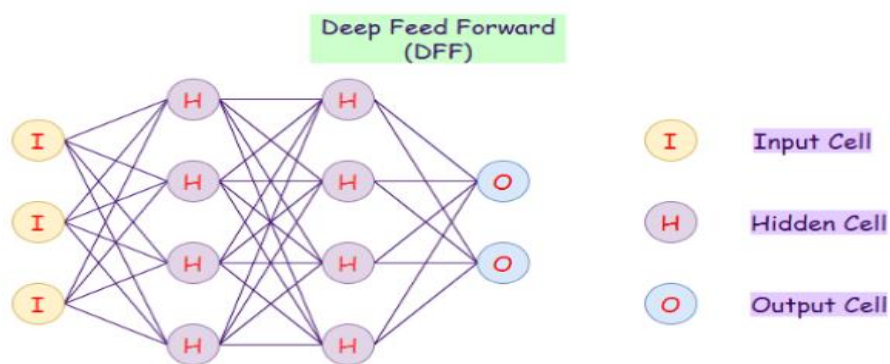 Deep Feed Forward
(DFF)
H H
I I Input Cell
H H O
I H Hidden Cell
H H O
I O Output Cell
H H